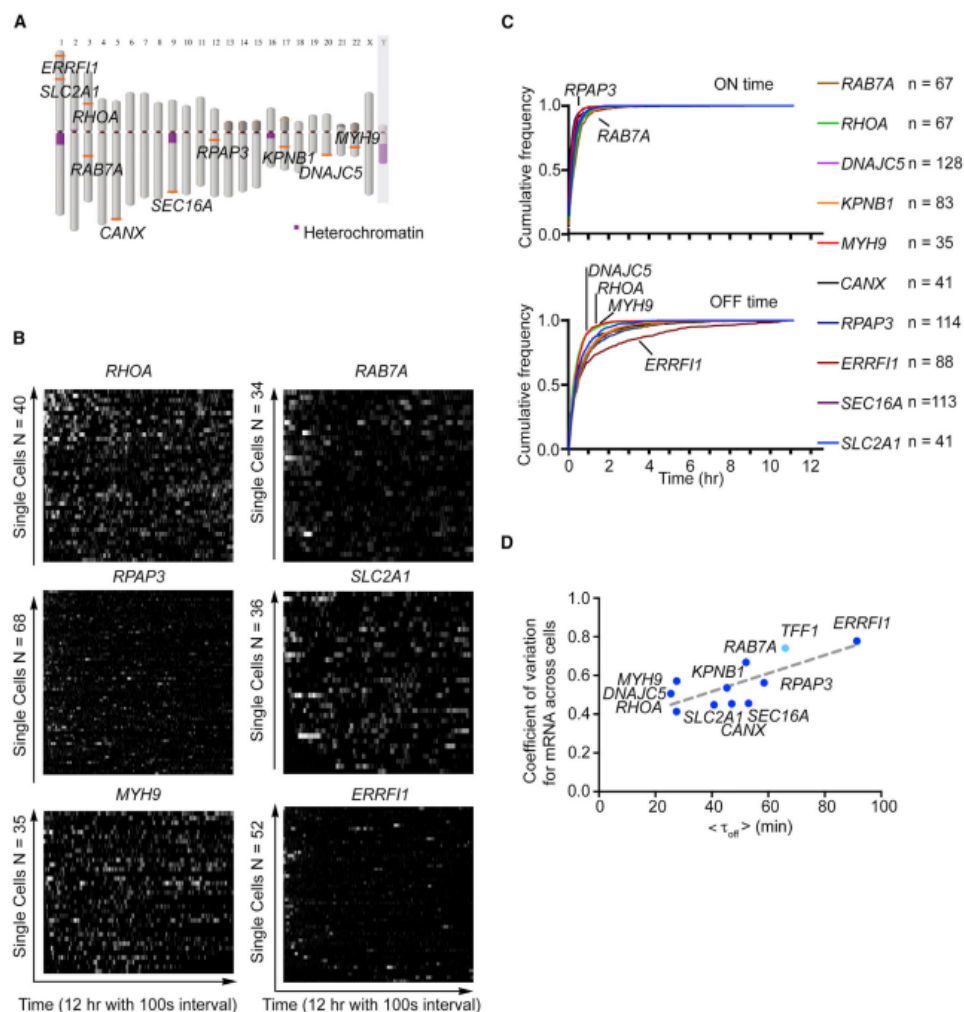 A
1 2 3 4 5 6 7 8 9 10 11 12 13 14 15 16 17 18 19 20 21 22 X Y
ERRFI1
SLC2A1
RHOA
RAB7A
CANX
SEC16A
RPAP3
KPNB1
DNAJC5
MYH9
Heterochromatin
B
RHOA
Single Cells N = 40
RAB7A
Single Cells N = 34
RPAP3
Single Cells N = 68
SLC2A1
Single Cells N = 36
MYH9
Single Cells N = 35
ERRFI1
Single Cells N = 52
Time (12 hr with 100s interval)
Time (12 hr with 100s interval)
C
RPAP3
ON time
RAB7A
Cumulative frequency
1.0
0.5
0.0
DNAJC5
RHOA
MYH9
OFF time
ERRFI1
Cumulative frequency
1.0
0.5
0.0
0 2 4 6 8 10 12
Time (hr)
RAB7A n = 67
RHOA n = 67
DNAJC5 n = 128
KPNB1 n = 83
MYH9 n = 35
CANX n = 41
RPAP3 n = 114
ERRFI1 n = 88
SEC16A n =113
SLC2A1 n = 41
D
Coefficient of variation
for mRNA across cells
1.0
0.8
0.6
0.4
0.2
0.0
ERRFI1
TFF1
RAB7A
KPNB1
RPAP3
MYH9
DNAJC5
RHOA
SLC2A1
SEC16A
CANX
0 20 40 60 80 100
< τoff > (min)